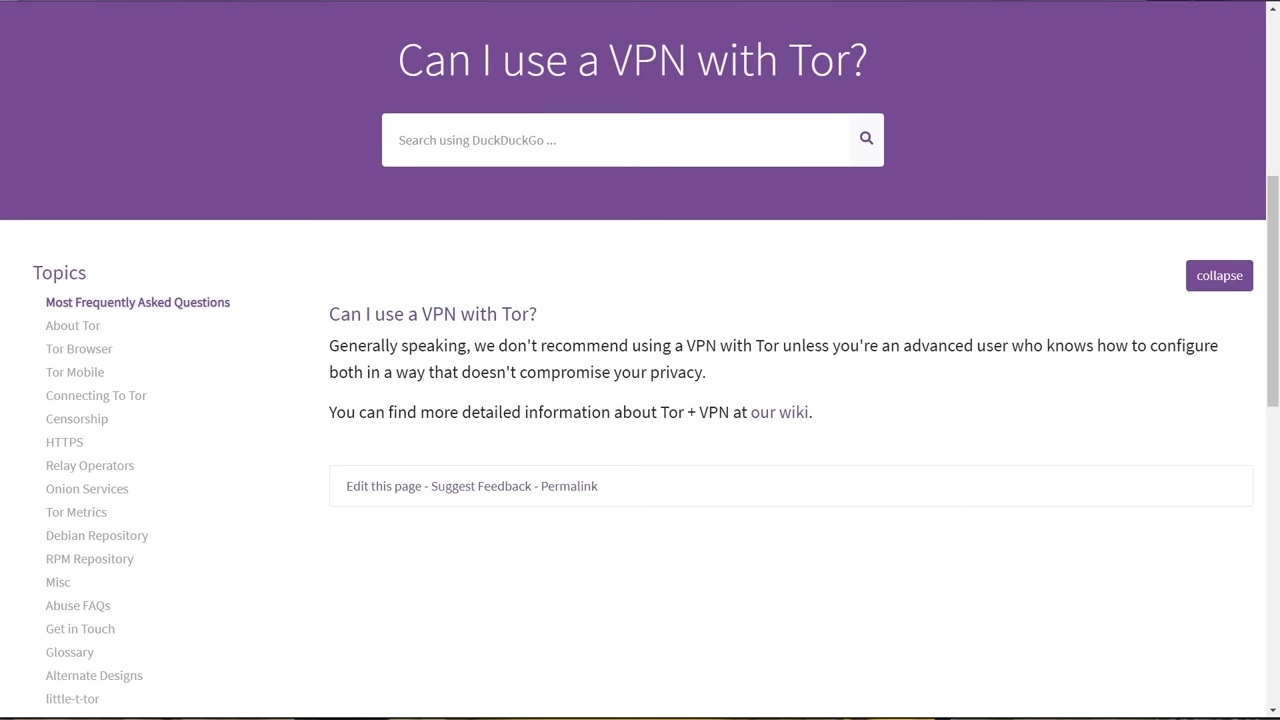 Can I use a VPN with Tor?
Search using DuckDuckGo ...
Topics
Most Frequently Asked Questions
About Tor
Tor Browser
Tor Mobile
Connecting To Tor
Censorship
HTTPS
Relay Operators
Onion Services
Tor Metrics
Debian Repository
RPM Repository
Misc
Abuse FAQs
Get in Touch
Glossary
Alternate Designs
little-t-tor
collapse
Can I use a VPN with Tor?
Generally speaking, we don't recommend using a VPN with Tor unless you're an advanced user who knows how to configure
both in a way that doesn't compromise your privacy.
You can find more detailed information about Tor + VPN at our wiki.
Edit this page - Suggest Feedback - Permalink